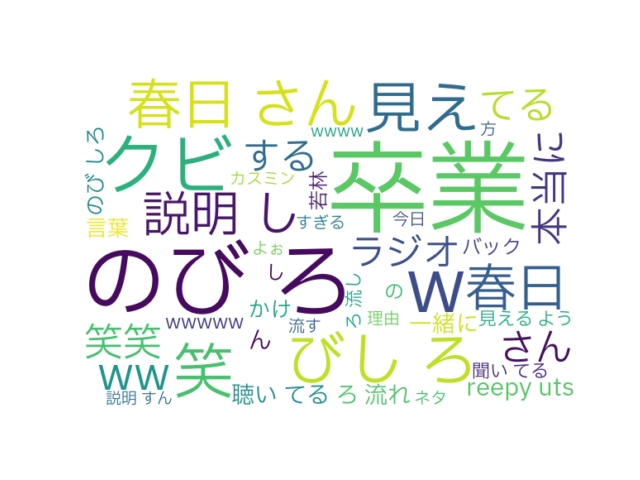 春日 さん
見え
てる
wwww
方
のび しろ
クビ
する
卒業
本当に
カスミン
若林
言葉
説明 し
すぎる
今日
のび ろ
よぉ
ラジオ
バック
し
w
春日
ろ 流し
の
かけ
wwwww
流す
理由
一緒に
見える よう
笑笑
ん
びし ろ
さん
ww
笑
聞い てる
説明 すん
聴い てる
ろ 流れ
ネタ
reepy uts